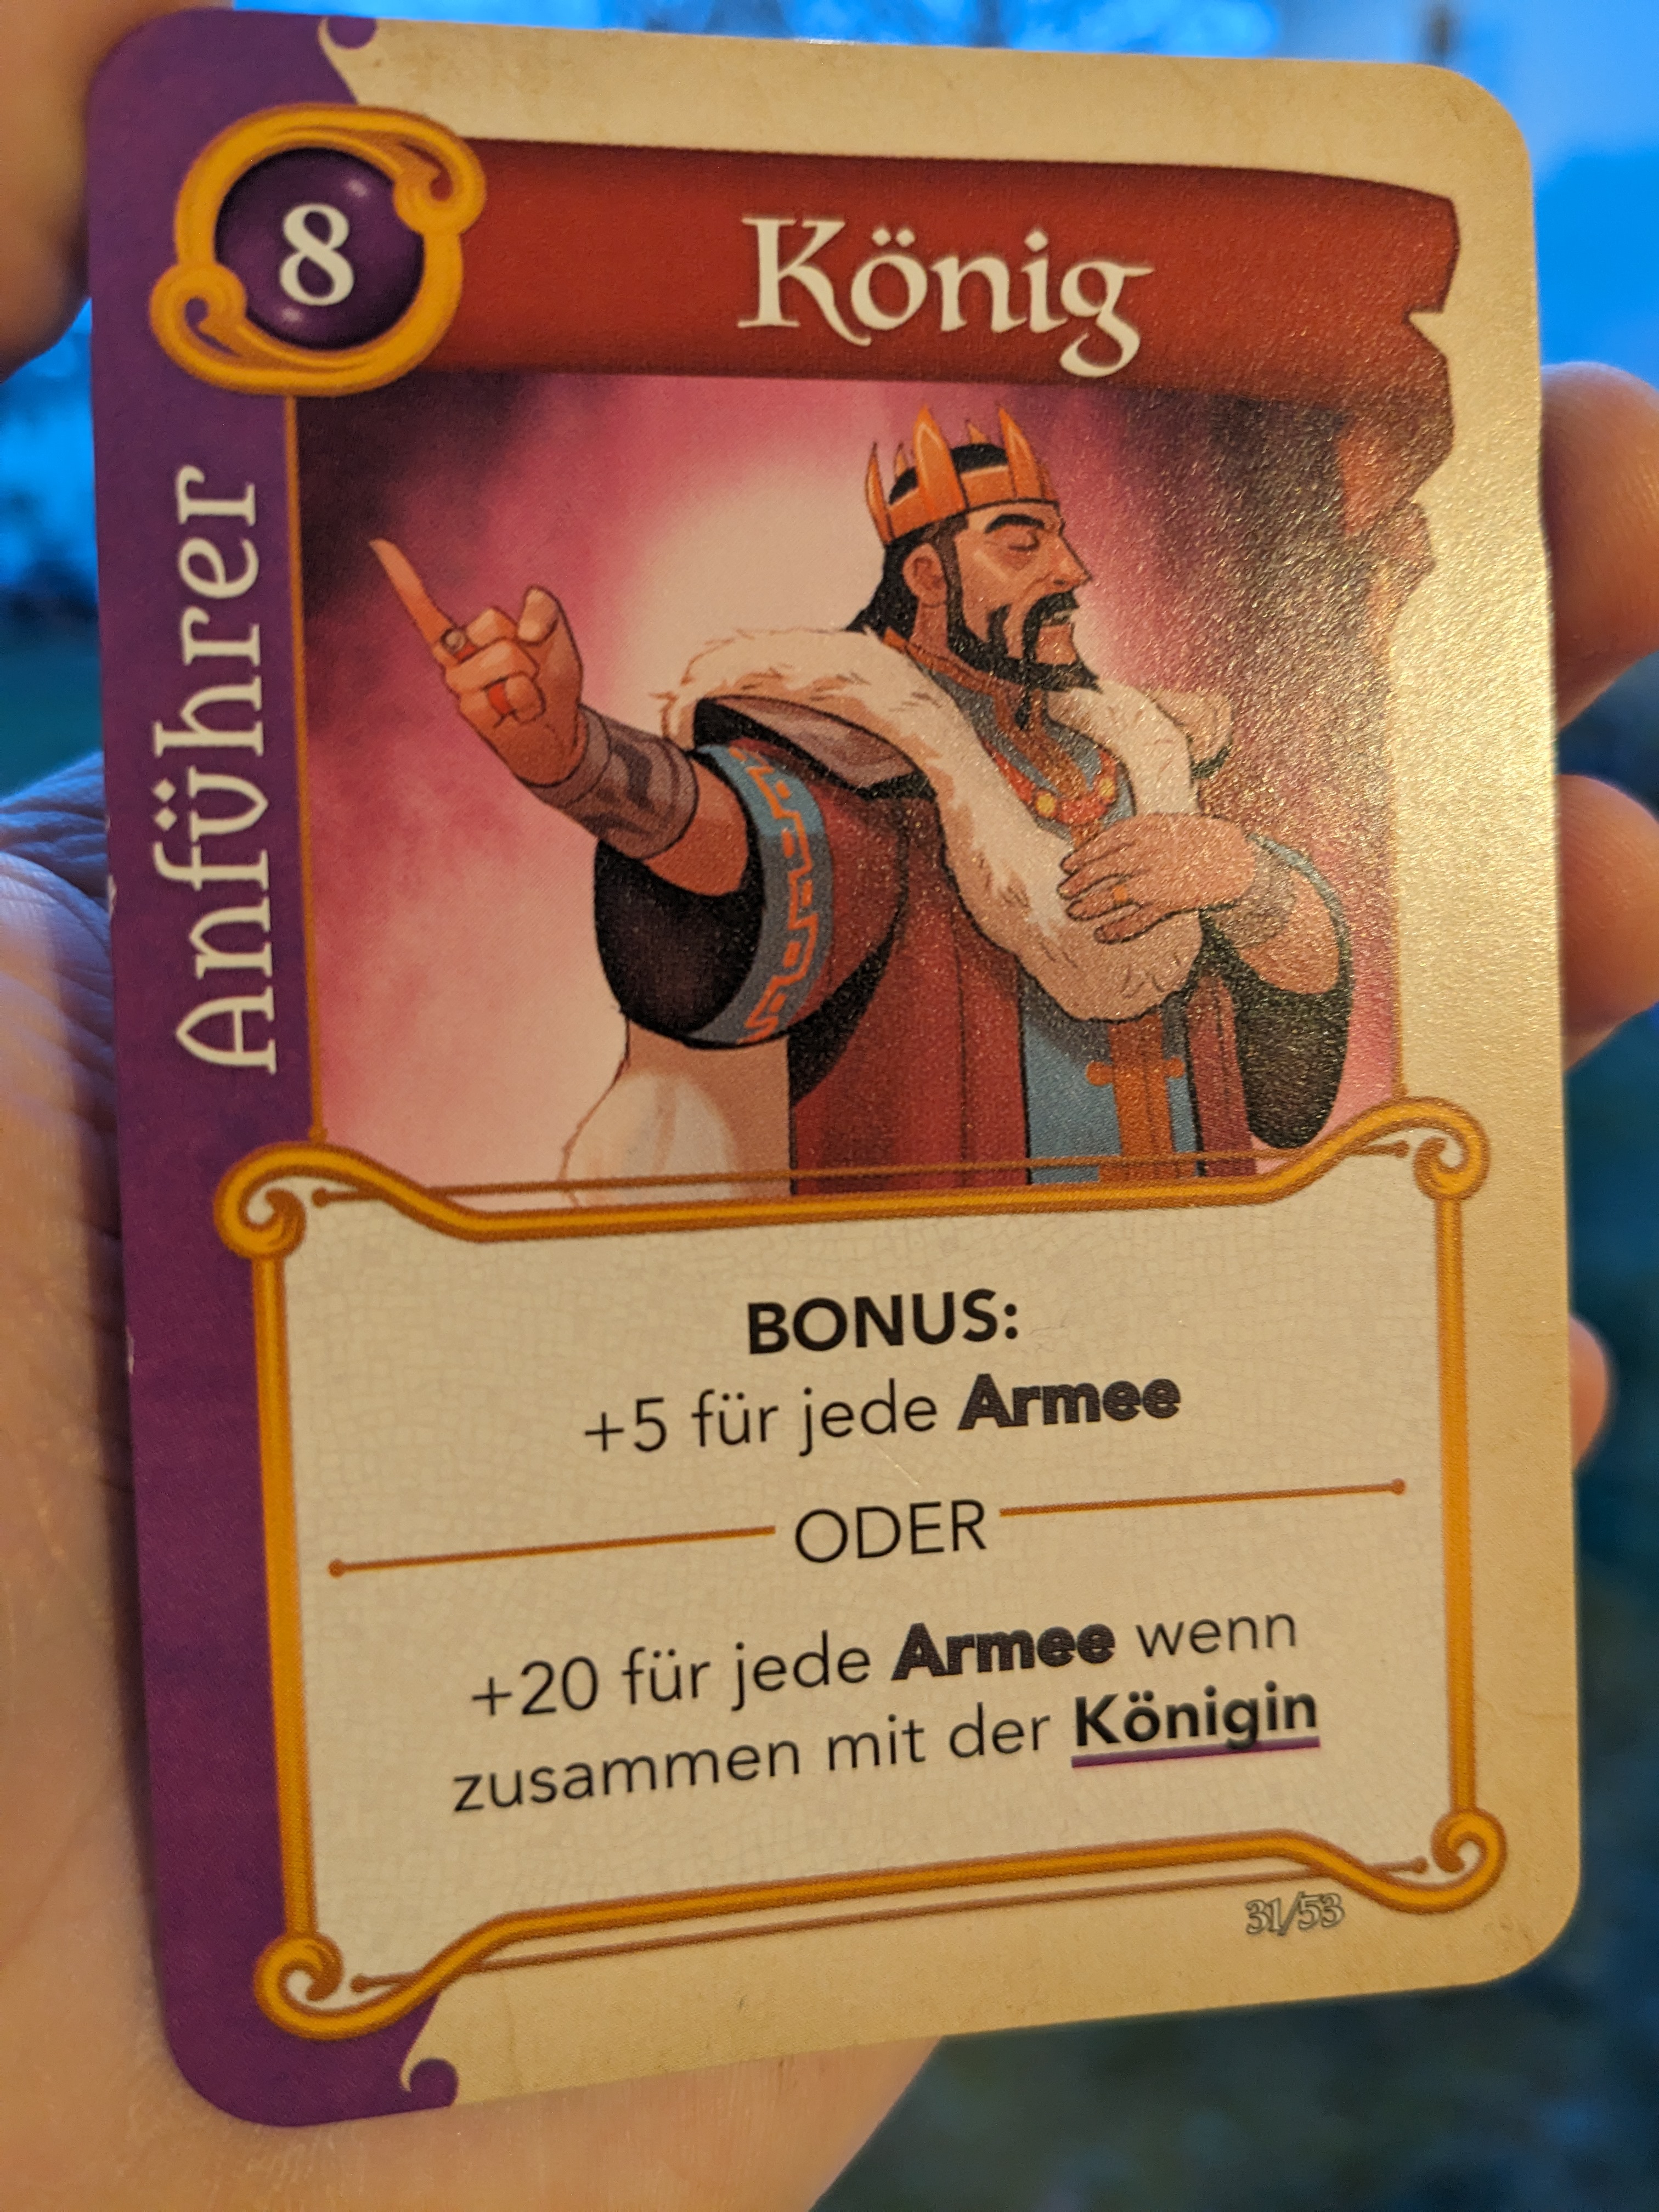 8
König
Anführer
BONUS:
+5 für jede Armee
ODER
+20 für jede Armee wenn
zusammen mit der Königin
31/53